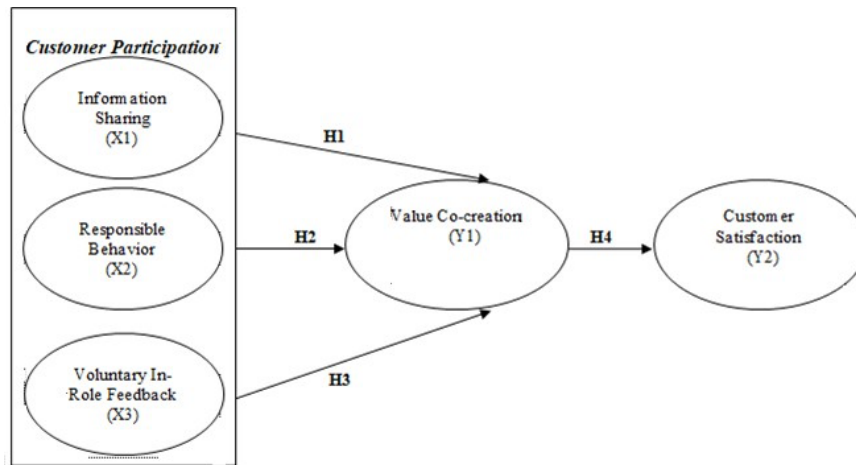 Customer Participation
Information
Sharing
(X1)
H1
Responsible
Behavior
(X2)
H2
Value Co-creation
(Y1)
H4
Customer
Satisfaction
(Y2)
Voluntary In-
Role Feedback
(X3)
H3